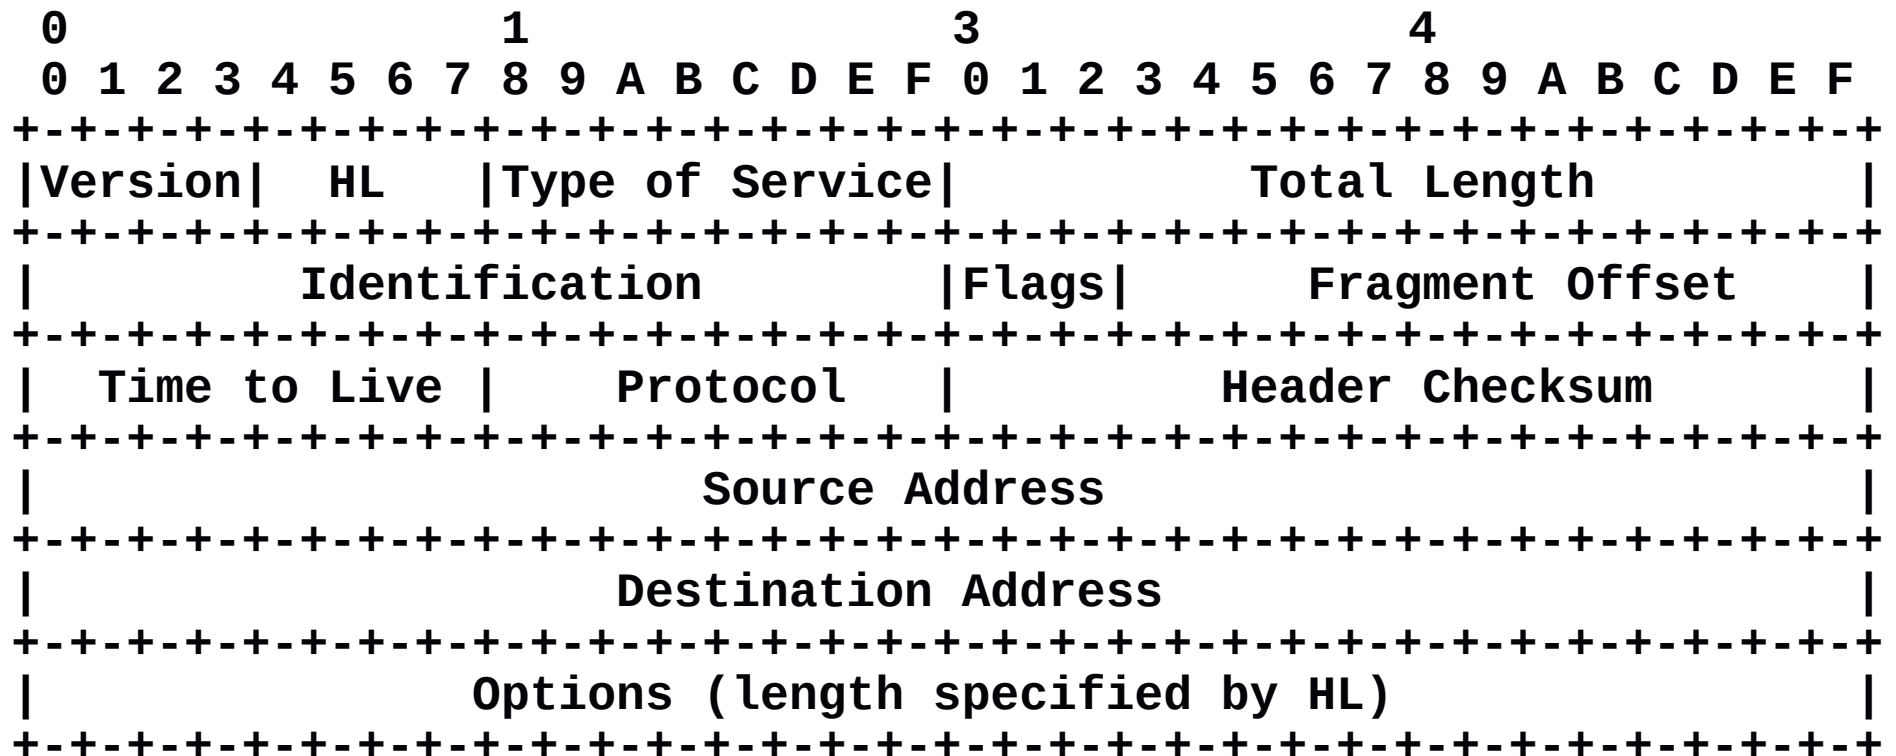 0               1               3               4
 0 1 2 3 4 5 6 7 8 9 A B C D E F 0 1 2 3 4 5 6 7 8 9 A B C D E F
+-+-+-+-+-+-+-+-+-+-+-+-+-+-+-+-+-+-+-+-+-+-+-+-+-+-+-+-+-+-+-+-+
|Version|  HL   |Type of Service|          Total Length         |
+-+-+-+-+-+-+-+-+-+-+-+-+-+-+-+-+-+-+-+-+-+-+-+-+-+-+-+-+-+-+-+-+
|         Identification        |Flags|      Fragment Offset    |
+-+-+-+-+-+-+-+-+-+-+-+-+-+-+-+-+-+-+-+-+-+-+-+-+-+-+-+-+-+-+-+-+
|  Time to Live |    Protocol   |         Header Checksum       |
+-+-+-+-+-+-+-+-+-+-+-+-+-+-+-+-+-+-+-+-+-+-+-+-+-+-+-+-+-+-+-+-+
|                       Source Address                          |
+-+-+-+-+-+-+-+-+-+-+-+-+-+-+-+-+-+-+-+-+-+-+-+-+-+-+-+-+-+-+-+-+
|                    Destination Address                        |
+-+-+-+-+-+-+-+-+-+-+-+-+-+-+-+-+-+-+-+-+-+-+-+-+-+-+-+-+-+-+-+-+
|               Options (length specified by HL)                |
+-+-+-+-+-+-+-+-+-+-+-+-+-+-+-+-+-+-+-+-+-+-+-+-+-+-+-+-+-+-+-+-+